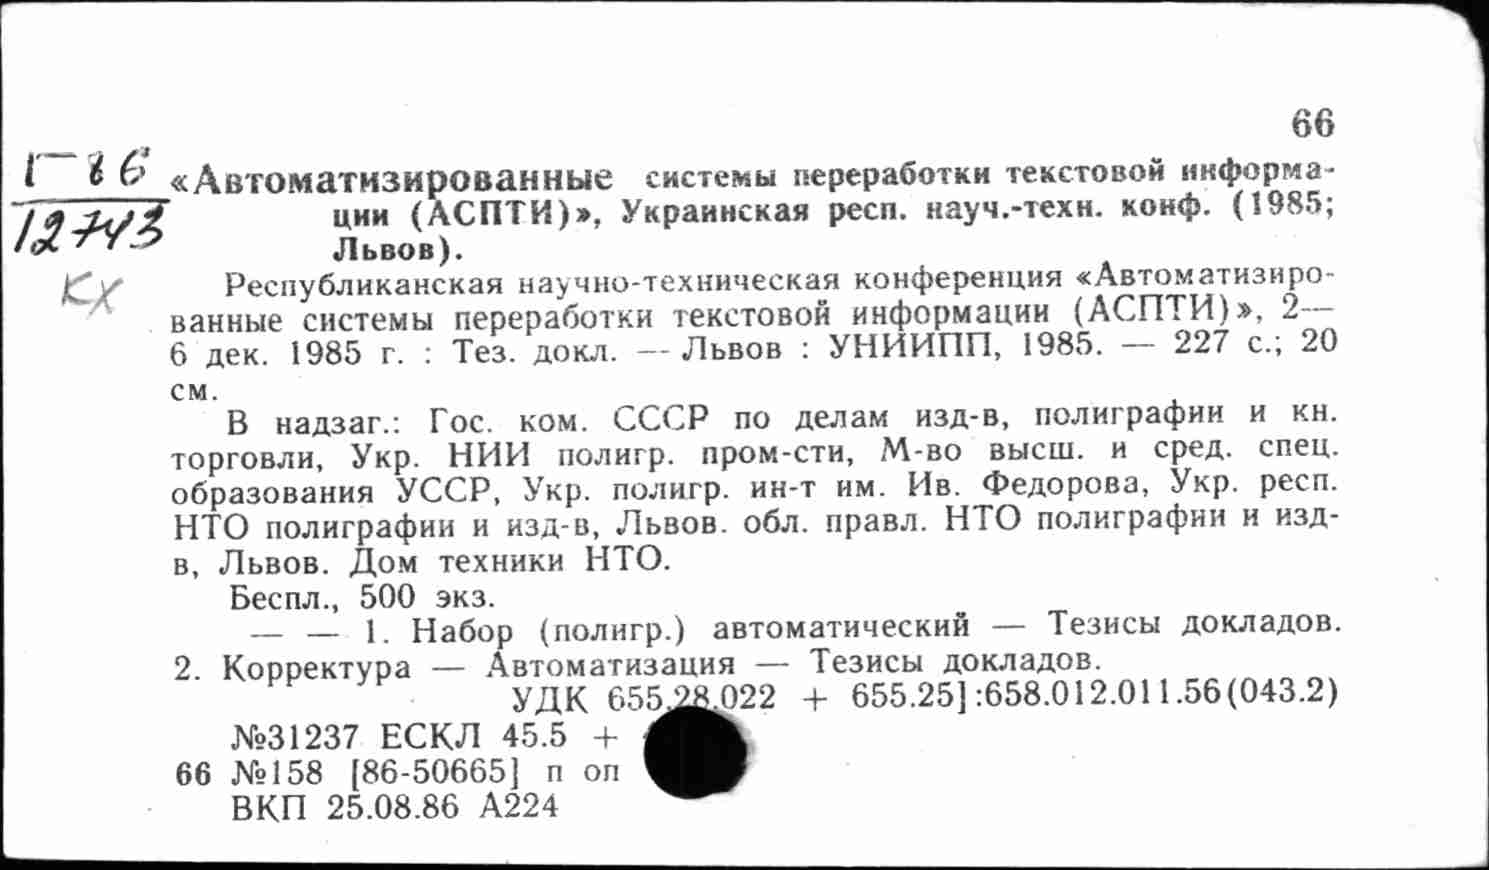 66
Г 86
12743
КХ
«Автоматизированные системы переработки текстовой информа-
ции (АСПТИ)», Украинская респ. науч.-техн. конф. (1985;
Львов).
Республиканская научно-техническая конференция «Автоматизиро-
ванные системы переработки текстовой информации (АСПТИ)», 2—
6 дек. 1985 г. : Тез. докл. — Львов : УНИИПП, 1985. — 227 с.; 20
см.
В надзаг.: Гос. ком. СССР по делам изд-в, полиграфии и кн.
торговли, Укр. НИИ полигр. пром-сти, М-во высш. и сред. спец.
образования УССР, Укр. полигр. ин-т им. Ив. Федорова, Укр. респ.
НТО полиграфии и изд-в, Львов. обл. правл. НТО полиграфии и изд-
в, Львов. Дом техники НТО.
Беспл., 500 экз.
— — 1. Набор (полигр.) автоматический — Тезисы докладов.
2. Корректура — Автоматизация — Тезисы докладов.
УДК 655.28.022 + 655.25]:658.012.011.56(043.2)
№31237 ЕСКЛ 45.5 +
66 №158 [86-50665] п оп
ВКП 25.08.86 А224